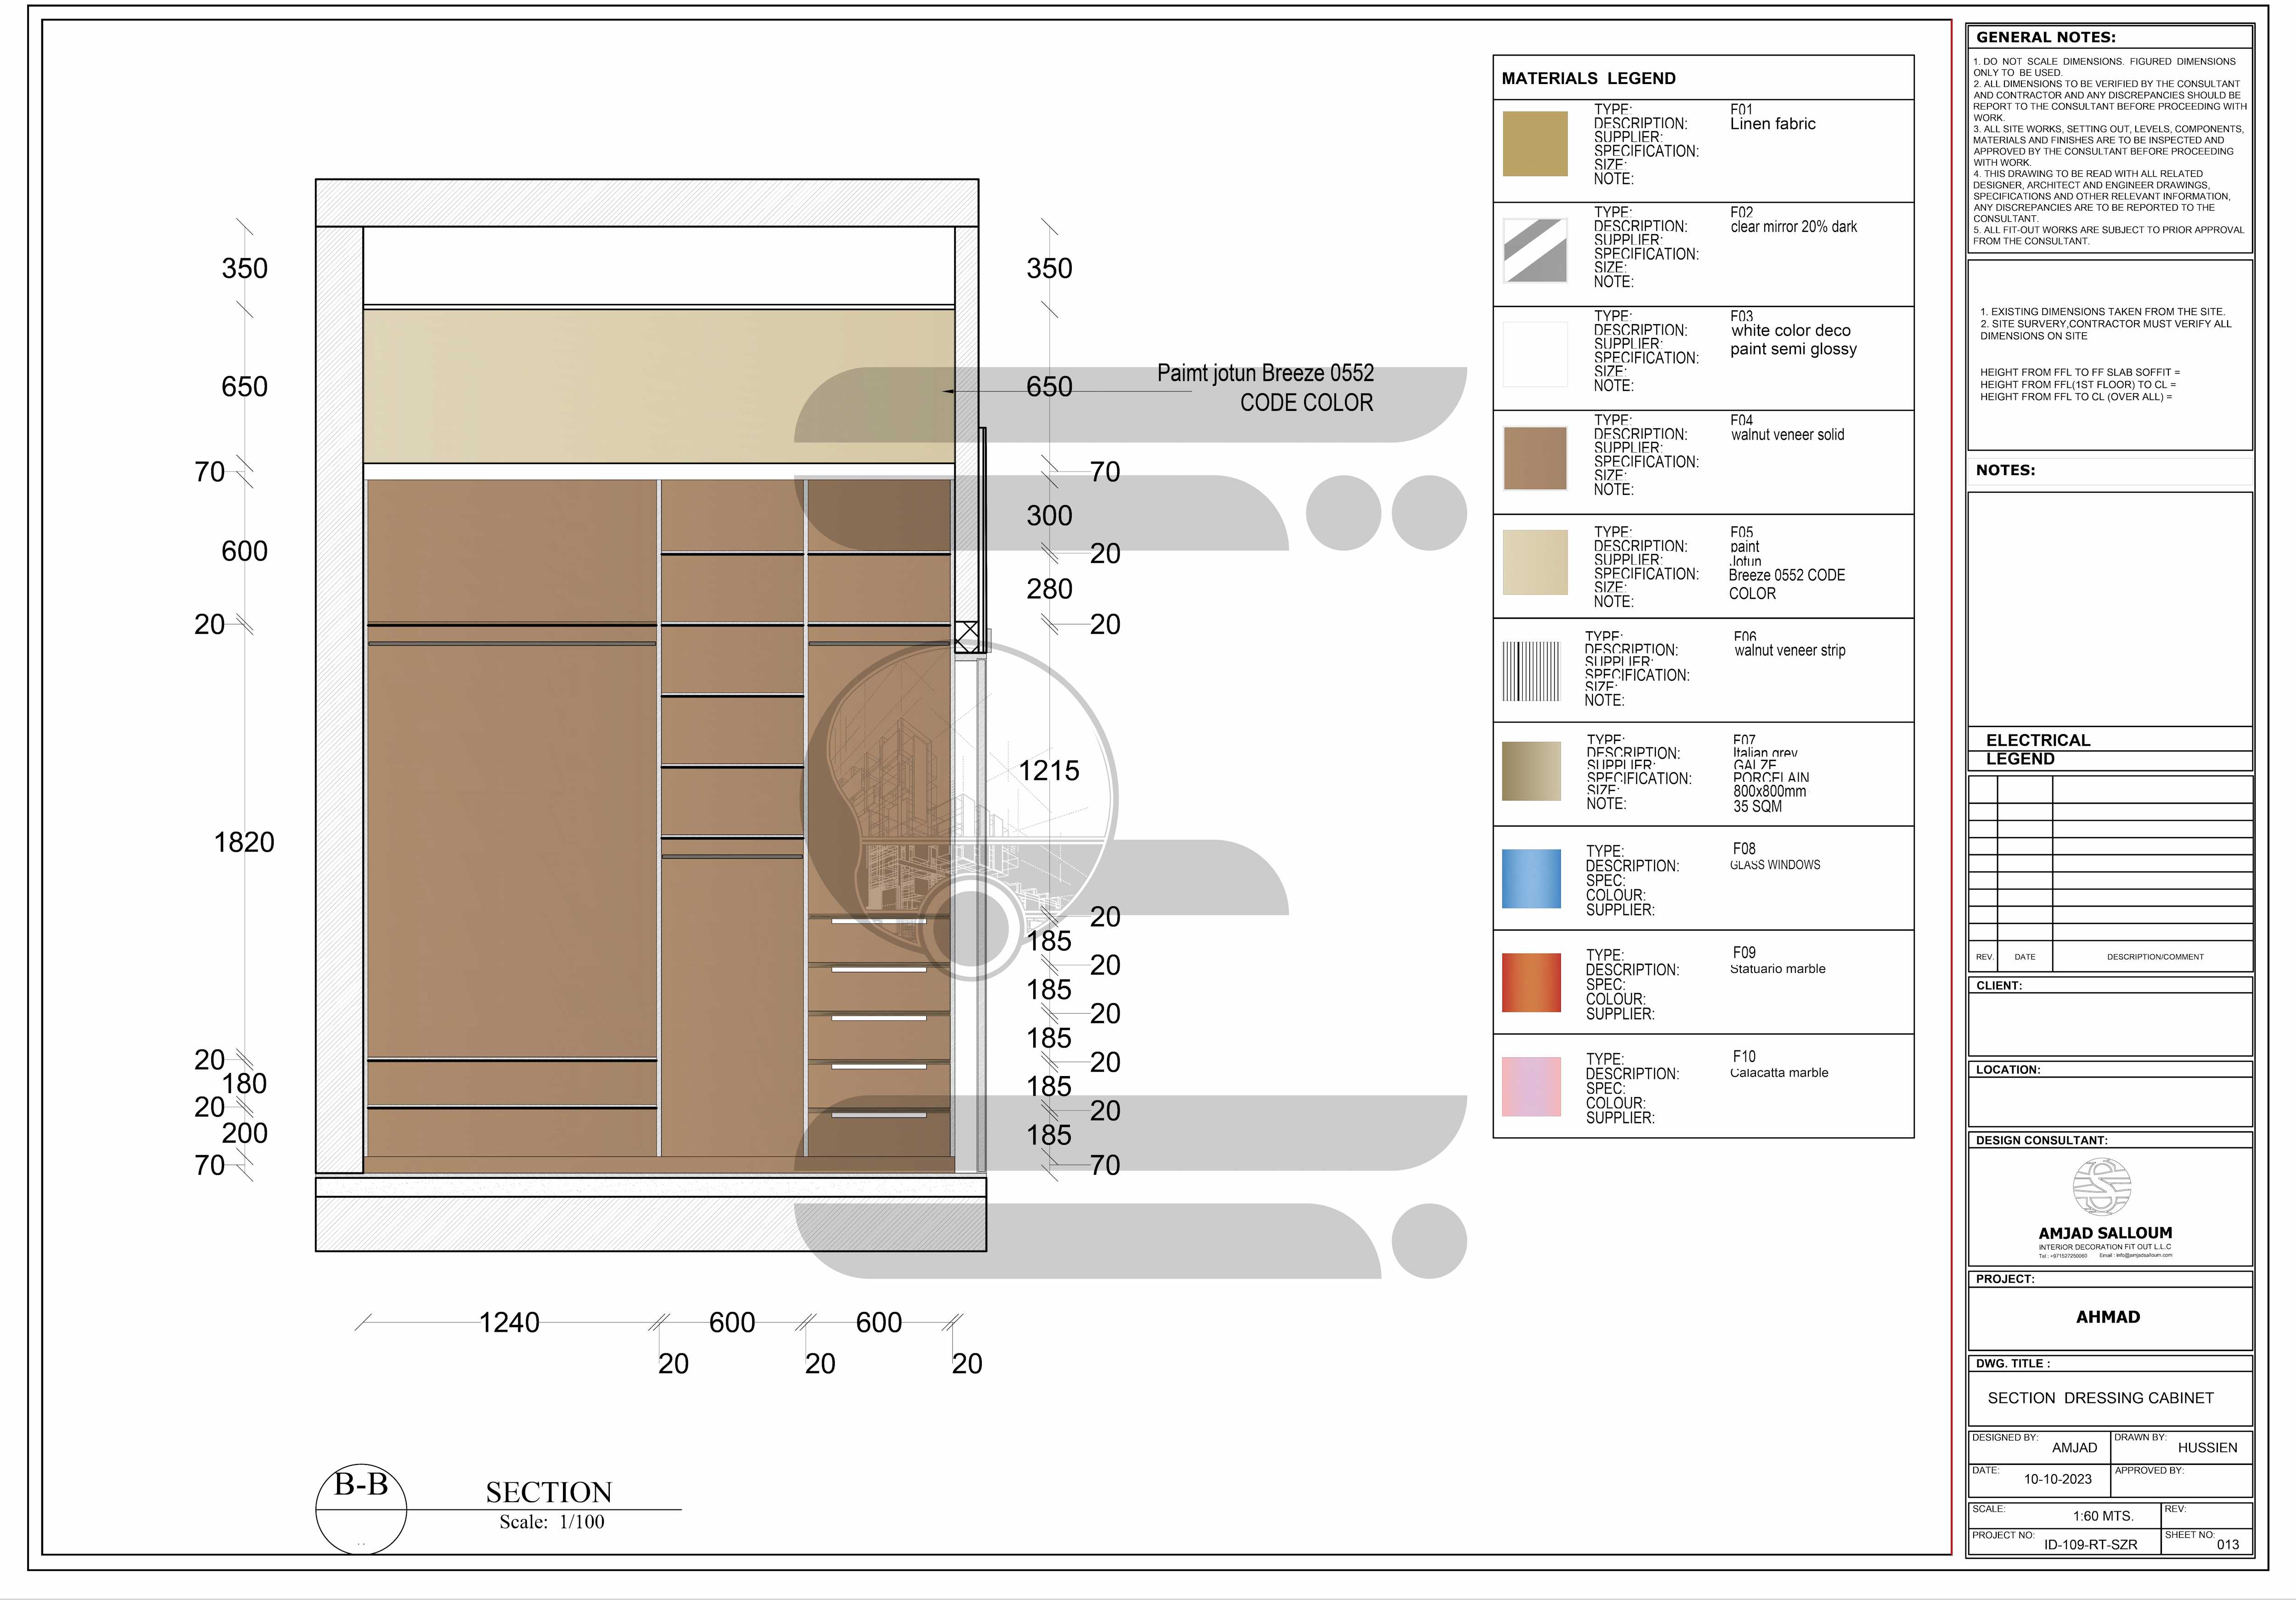 350
650
70
600
20
1820
20
180
20
200
70
350
650
70
300
20
280
20
1215
20
185
20
185
20
185
20
185
20
185
70
Paimt jotun Breeze 0552
CODE COLOR
1240
600
600
20
20
20
B-B
SECTION
Scale: 1/100
MATERIALS LEGEND
TYPE: F01
DESCRIPTION: Linen fabric
SUPPLIER:
SPECIFICATION:
SIZE:
NOTE:
TYPE: F02
DESCRIPTION: clear mirror 20% dark
SUPPLIER:
SPECIFICATION:
SIZE:
NOTE:
TYPE: F03
DESCRIPTION: white color deco
SUPPLIER: paint semi glossy
SPECIFICATION:
SIZE:
NOTE:
TYPE: F04
DESCRIPTION: walnut veneer solid
SUPPLIER:
SPECIFICATION:
SIZE:
NOTE:
TYPE: F05
DESCRIPTION: paint
SUPPLIER: Jotun
SPECIFICATION: Breeze 0552 CODE
SIZE: COLOR
NOTE:
TYPE: F06
DESCRIPTION: walnut veneer strip
SUPPLIER:
SPECIFICATION:
SIZE:
NOTE:
TYPE: F07
DESCRIPTION: Italian grey
SUPPLIER: GALZE
SPECIFICATION: PORCELAIN
SIZE: 800x800mm
NOTE: 35 SQM
TYPE: F08
DESCRIPTION: GLASS WINDOWS
SPEC:
COLOUR:
SUPPLIER:
TYPE: F09
DESCRIPTION: Statuario marble
SPEC:
COLOUR:
SUPPLIER:
TYPE: F10
DESCRIPTION: Calacatta marble
SPEC:
COLOUR:
SUPPLIER:
GENERAL NOTES:
1. DO NOT SCALE DIMENSIONS. FIGURED DIMENSIONS
ONLY TO BE USED.
2. ALL DIMENSIONS TO BE VERIFIED BY THE CONSULTANT
AND CONTRACTOR AND ANY DISCREPANCIES SHOULD BE
REPORT TO THE CONSULTANT BEFORE PROCEEDING WITH
WORK.
3. ALL SITE WORKS, SETTING OUT, LEVELS, COMPONENTS,
MATERIALS AND FINISHES ARE TO BE INSPECTED AND
APPROVED BY THE CONSULTANT BEFORE PROCEEDING
WITH WORK.
4. THIS DRAWING TO BE READ WITH ALL RELATED
DESIGNER, ARCHITECT AND ENGINEER DRAWINGS,
SPECIFICATIONS AND OTHER RELEVANT INFORMATION,
ANY DISCREPANCIES ARE TO BE REPORTED TO THE
CONSULTANT.
5. ALL FIT-OUT WORKS ARE SUBJECT TO PRIOR APPROVAL
FROM THE CONSULTANT.
1. EXISTING DIMENSIONS TAKEN FROM THE SITE.
2. SITE SURVERY,CONTRACTOR MUST VERIFY ALL
DIMENSIONS ON SITE
HEIGHT FROM FFL TO FF SLAB SOFFIT =
HEIGHT FROM FFL(1ST FLOOR) TO CL =
HEIGHT FROM FFL TO CL (OVER ALL) =
NOTES:
ELECTRICAL
LEGEND
REV. DATE DESCRIPTION/COMMENT
CLIENT:
LOCATION:
DESIGN CONSULTANT:
AMJAD SALLOUM
INTERIOR DECORATION FiT OUT L.L.C
Tel : +971527250060 Email : info@amjadsalloum.com
PROJECT:
AHMAD
DWG. TITLE :
SECTION DRESSING CABINET
DESIGNED BY: AMJAD
DRAWN BY: HUSSIEN
DATE: 10-10-2023
APPROVED BY:
SCALE: 1:60 MTS.
REV:
PROJECT NO: ID-109-RT-SZR
SHEET NO: 013